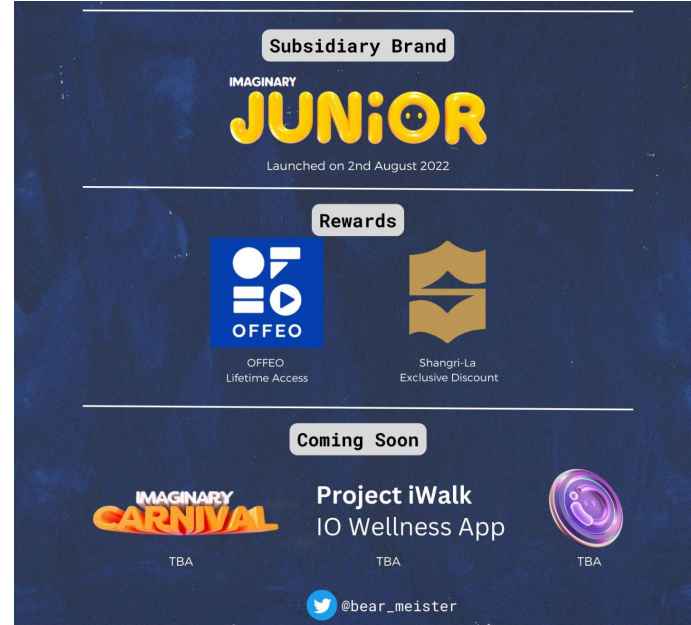 Subsidiary Brand
IMAGINARY
JUNiOR
Launched on 2nd August 2022
Rewards
OFFEO
OFFEO
Lifetime Access
Shangri-La
Exclusive Discount
Coming Soon
IMAGINARY
CARNIVAL
TBA
Project iWalk
IO Wellness App
TBA
TBA
@bear_meister